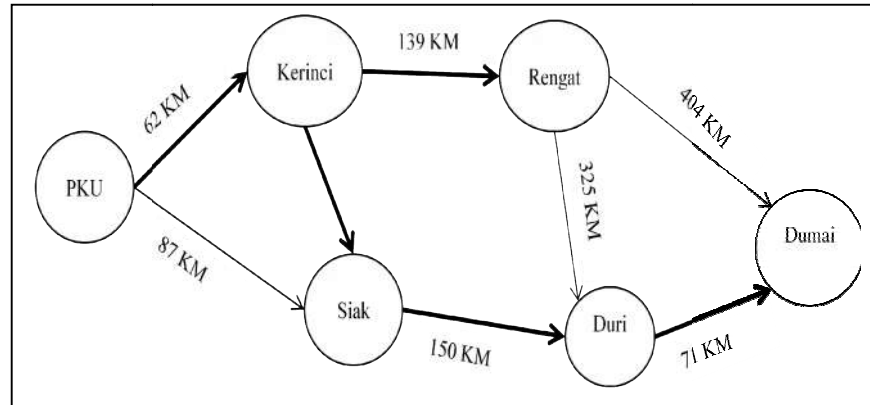 139 KM
Kerinci
Rengat
62 KM
404 KM
PKU
325 KM
Dumai
87 KM
Siak
Duri
150 KM
71 KM